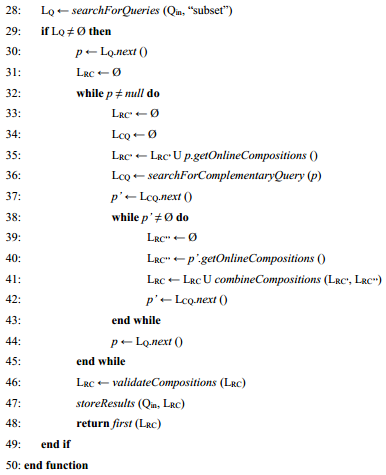 28: LQ ← searchForQueries (Qin, “subset”)
29: if LQ ≠ Ø then
30: p ← LQ.next ()
31: LRC ← Ø
32: while p ≠ null do
33: LRC' ← Ø
34: LCQ ← Ø
35: LRC' ← LRC' U p.getOnlineCompositions ()
36: LCQ ← searchForComplementaryQuery (p)
37: p’ ← LCQ.next ()
38: while p’ ≠ Ø do
39: LRC'' ← Ø
40: LRC'' ← p’.getOnlineCompositions ()
41: LRC ← LRC U combineCompositions (LRC', LRC'')
42: p’ ← LCQ.next ()
43: end while
44: p ← LQ.next ()
45: end while
46: LRC ← validateCompositions (LRC)
47: storeResults (Qin, LRC)
48: return first (LRC)
49: end if
50: end function